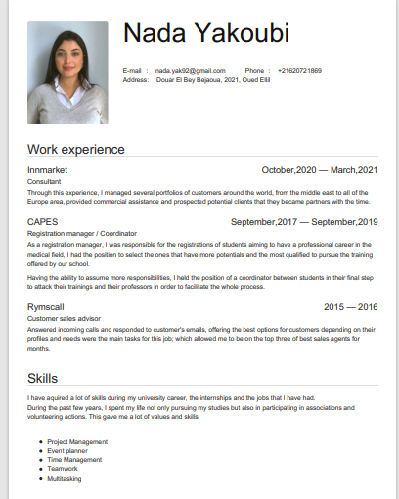 Nada Yakoubi
E-mail : nada.yak92@gmail.com Phone : +21620721869
Address: Douar El Bey Bejaoua, 2021, Oued Ellil
Work experience
Innmarket October,2020 — March,2021
Consultant
Through this experience, I managed several portfolios of customers around the world, from the middle east to all of the
Europe area, provided commercial assistance and prospected potential clients that they became partners with the time.
CAPES September,2017 — September,2019
Registration manager / Coordinator
As a registration manager, I was responsible for the registrations of students aiming to have a professional career in the
medical field, I had the position to select the ones that have more potentials and the most qualified to pursue the training
offered by our school.
Having the ability to assume more responsibilities, I held the position of a coordinator between students in their final step
to attack their trainings and their professors in order to faciliate the whole process.
Rymscall 2015 — 2016
Customer sales advisor
Answered incoming calls and responded to customer's emails, offering the best options for customers depending on their
profiles and needs were the main tasks for this job; which allowed me to be on the top three of best sales agents for
months.
Skills
I have aquired a lot of skills during my university career, the internships and the jobs that I have had.
During the past few years, I spent my life not only pursuing my studies but also in participating in associations and
volunteering actions. This gave me a lot of values and skills
● Project Management
● Event planner
● Time Management
● Teamwork
● Multitasking